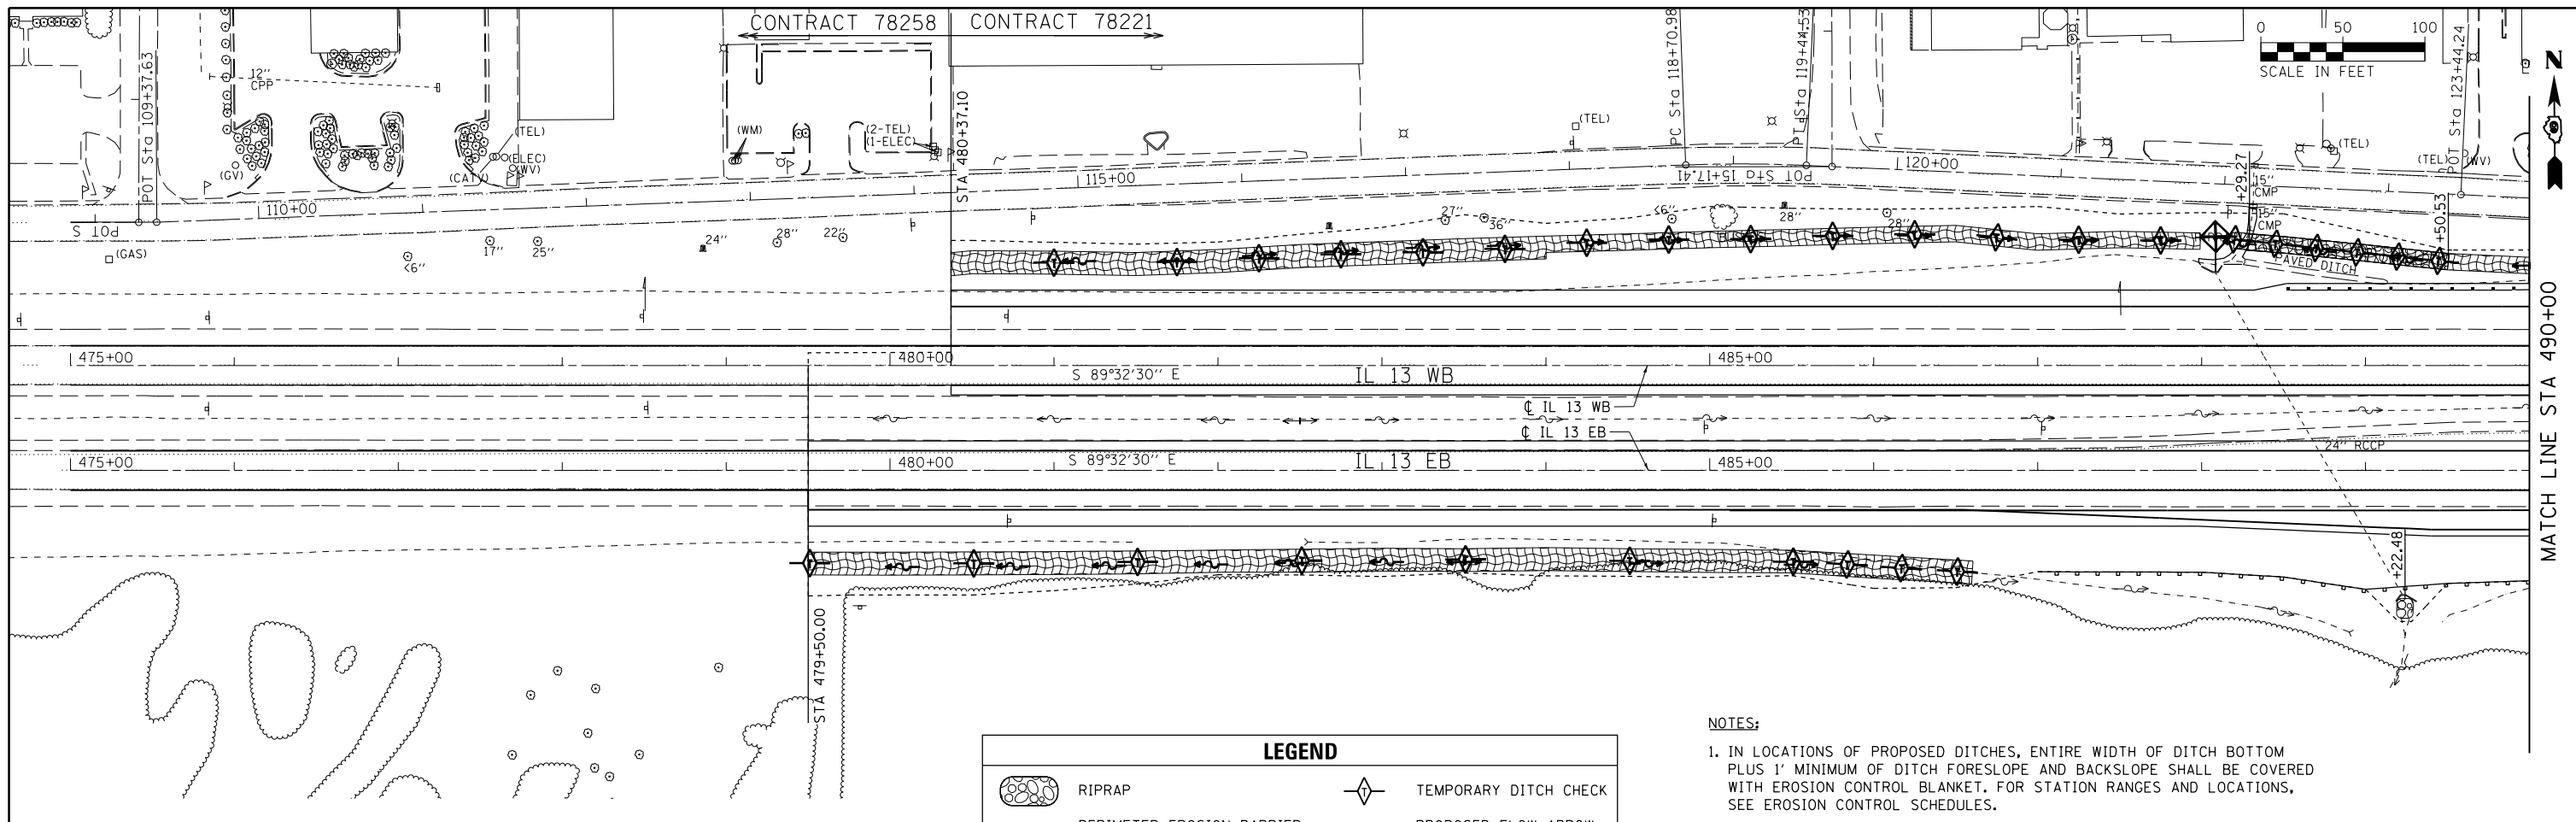 CONTRACT 78258
CONTRACT 78221
0 50 100
SCALE IN FEET
N
POT Sta 109+37.63
12"
CPP
(GV)
(TEL)
(ELEC)
(WV)
(CATV)
(WM)
(2-TEL)
(1-ELEC)
STA 480+37.10
(TEL)
PC Sta 118+70.98
PT Sta 119+44.53
POT Sta 123+44.24
(TEL)
(TEL)
(WV)
110+00
115+00
POT Sta 15+17.41
120+00
+29.27
15"
CMP
15"
CMP
+50.53
POT S
(GAS)
<6"
17"
25"
24"
28"
22"
27"
36"
<6"
28"
28"
PAVED DITCH
475+00
480+00
485+00
S 89°32'30" E
IL 13 WB
℄ IL 13 WB
℄ IL 13 EB
24" RCCP
475+00
480+00
485+00
S 89°32'30" E
IL 13 EB
MATCH LINE STA 490+00
+22.48
STA 479+50.00
LEGEND
RIPRAP
TEMPORARY DITCH CHECK
PERIMETER EROSION BARRIER
PROPOSED FLOW ARROW
NOTES:
1. IN LOCATIONS OF PROPOSED DITCHES, ENTIRE WIDTH OF DITCH BOTTOM
PLUS 1' MINIMUM OF DITCH FORESLOPE AND BACKSLOPE SHALL BE COVERED
WITH EROSION CONTROL BLANKET. FOR STATION RANGES AND LOCATIONS,
SEE EROSION CONTROL SCHEDULES.